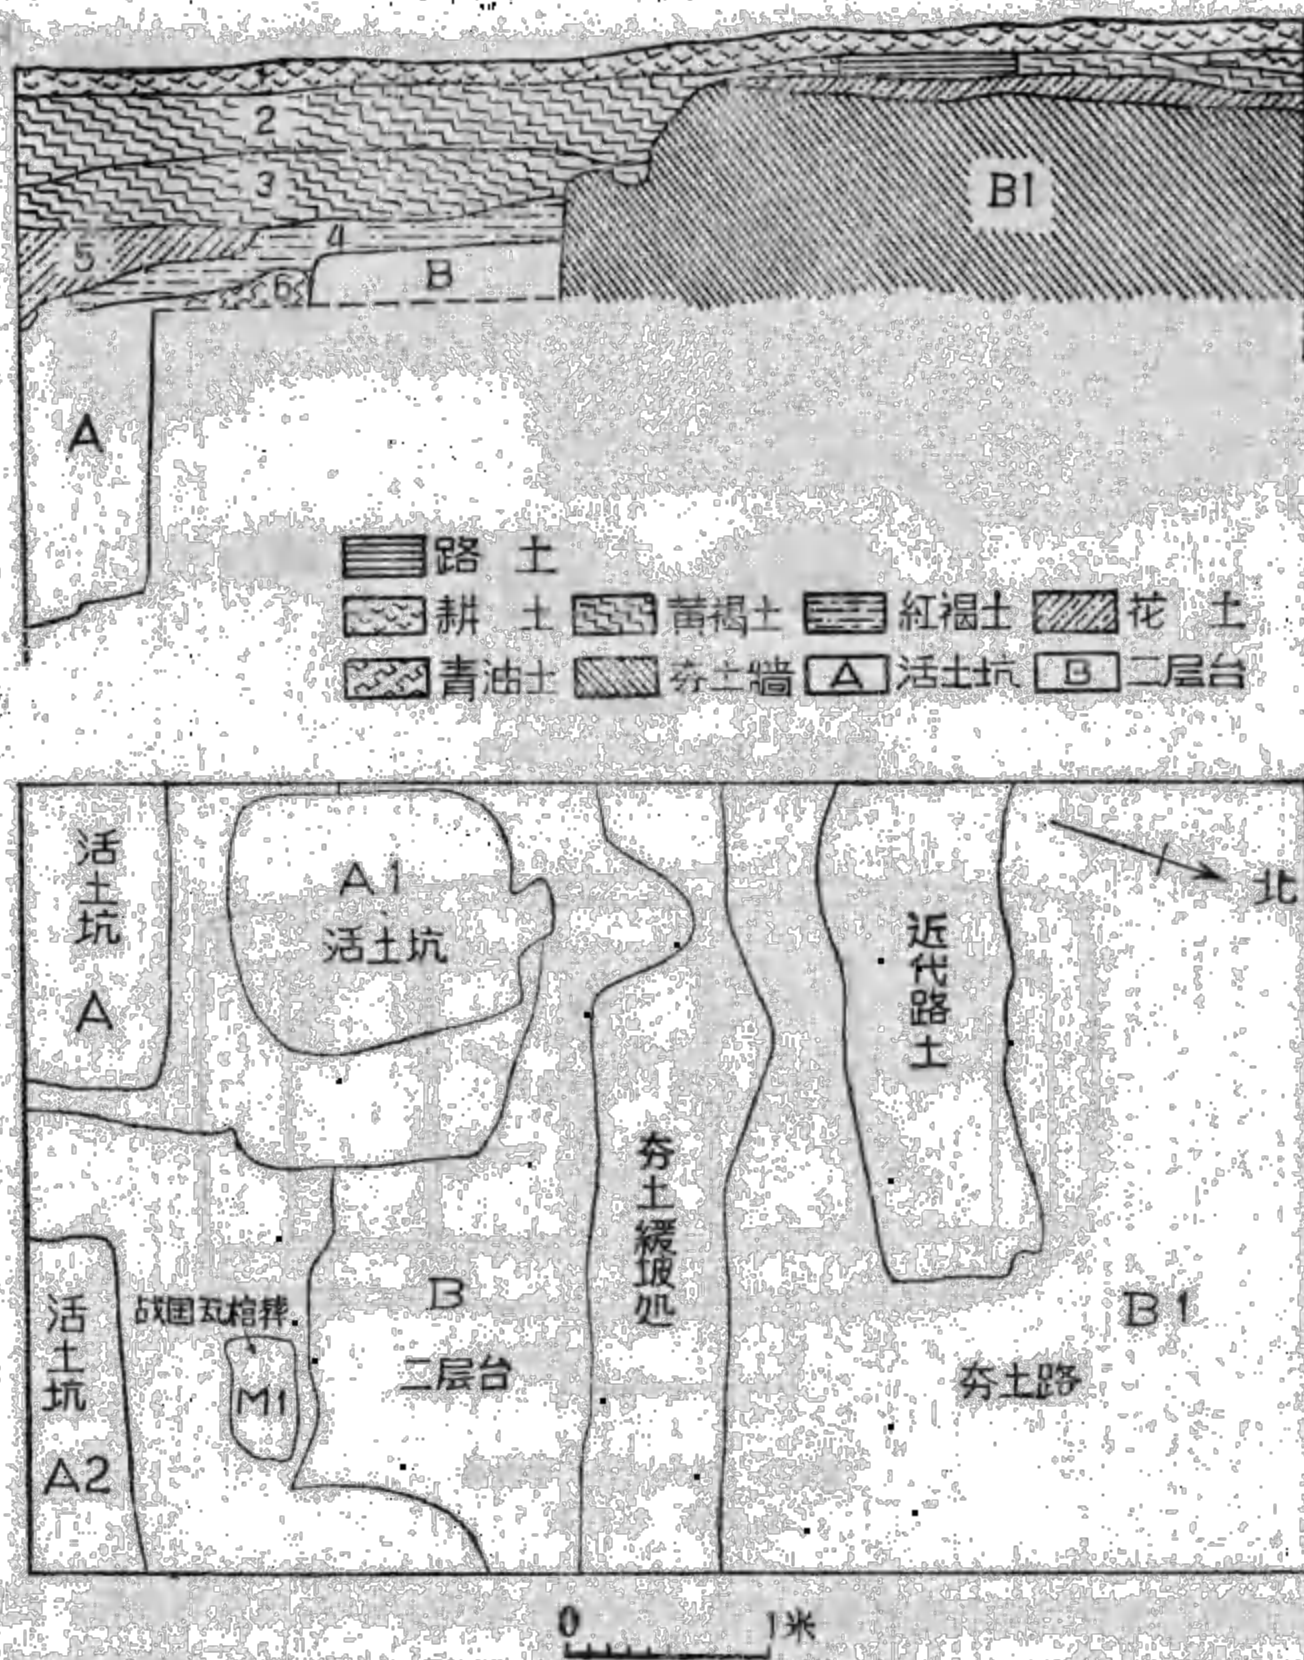 1
2
3
4
5
6
B
B1
A
路 土
耕 土 黄褐土 紅褐土 花 土
青油土 夯土墙 A 活土坑 B 二层台
活土坑 A
A1
活土坑
近代路土
北
夯土緩坡处
活土坑 A2
战国瓦棺葬
M1
B
二层台
B1
夯土路
0 1米